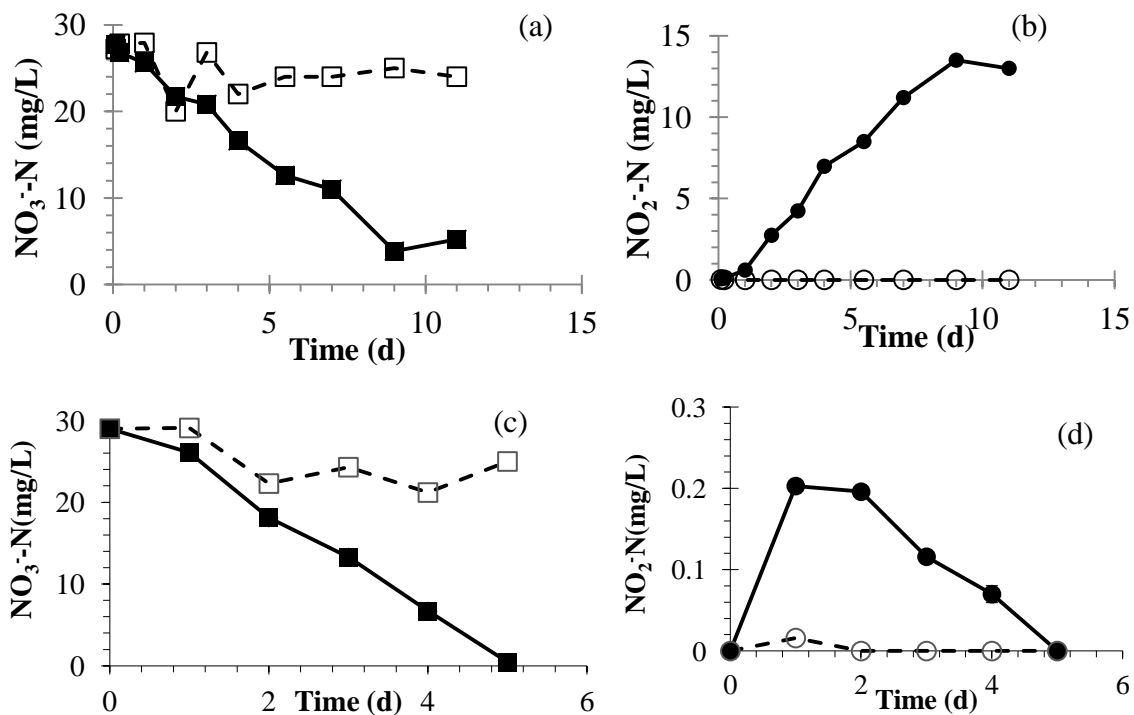 (a)
NO₃⁻-N (mg/L)
30
20
10
0
0 5 10 15
Time (d)
(b)
NO₂⁻-N (mg/L)
15
10
5
0
0 5 10 15
Time (d)
(c)
NO₃⁻-N(mg/L)
30
20
10
0
0 2 4 6
Time (d)
(d)
NO₂⁻-N(mg/L)
0.3
0.2
0.1
0
0 2 4 6
Time (d)